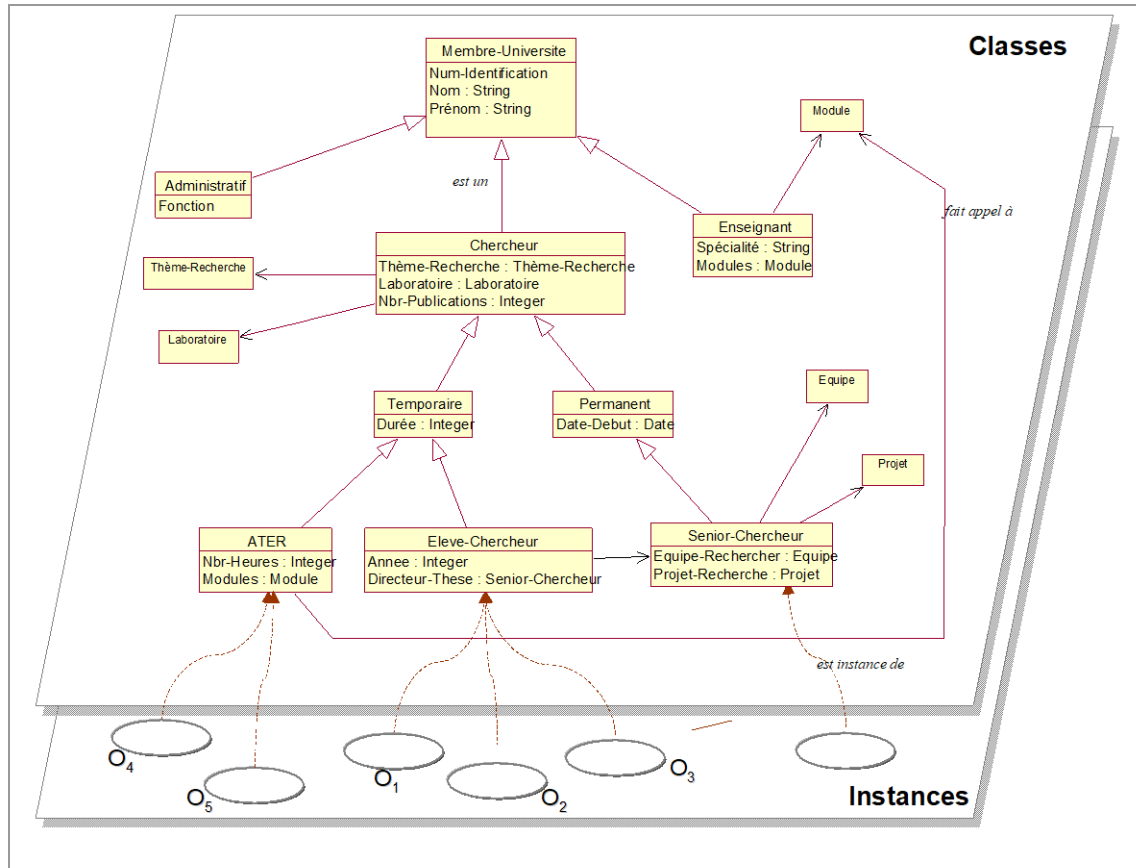 Classes
Membre-Universite
Num-Identification
Nom : String
Prénom : String
Module
est un
Administratif
Fonction
fait appel à
Enseignant
Spécialité : String
Modules : Module
Chercheur
Thème-Recherche : Thème-Recherche
Laboratoire : Laboratoire
Nbr-Publications : Integer
Thème-Recherche
Laboratoire
Equipe
Temporaire
Durée : Integer
Permanent
Date-Debut : Date
Projet
ATER
Nbr-Heures : Integer
Modules : Module
Eleve-Chercheur
Annee : Integer
Directeur-These : Senior-Chercheur
Senior-Chercheur
Equipe-Rechercher : Equipe
Projet-Recherche : Projet
est instance de
O4
O5
O1
O2
O3
Instances